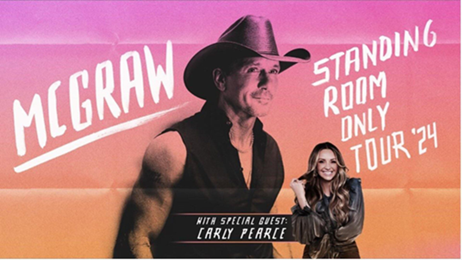 MCGRAW
STANDING
ROOM
ONLY
TOUR '24
WITH SPECIAL GUEST:
CARLY PEARCE